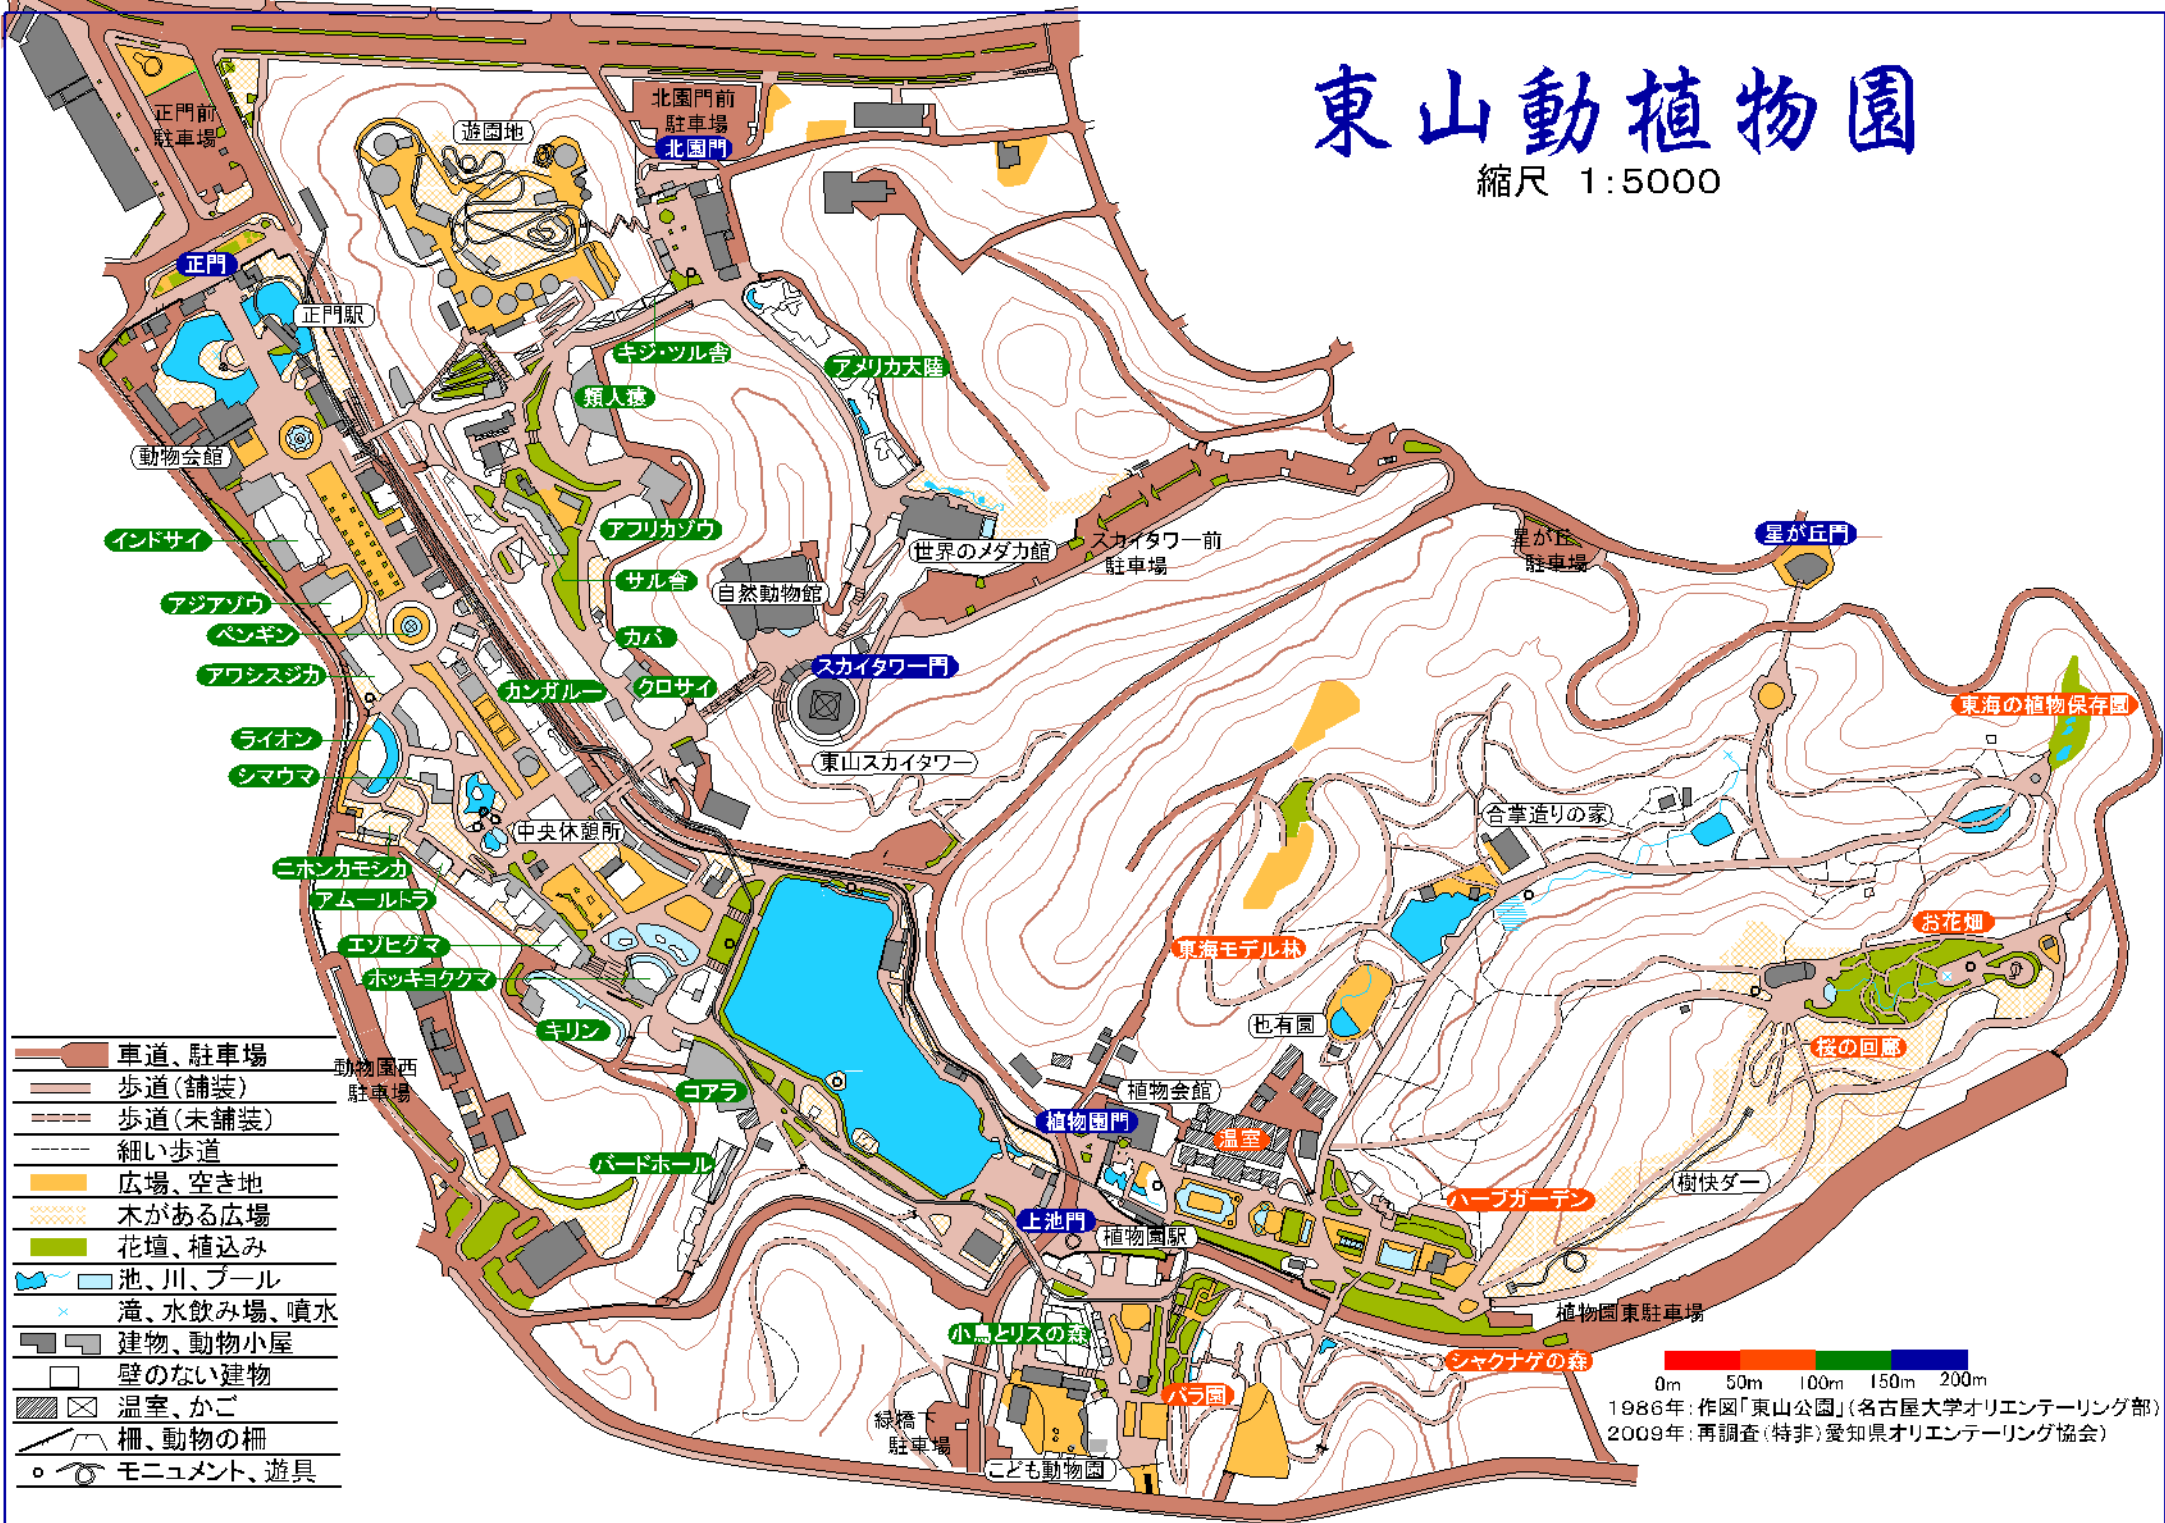 東山動植物園
縮尺 1:5000
正門前
駐車場
遊園地
北園門前
駐車場
北園門
正門
正門駅
キジ・ツル舎
アメリカ大陸
類人猿
動物会館
インドサイ
アフリカゾウ
世界のメダカ館
スカイタワー前
駐車場
星が丘
駐車場
星が丘門
サル舎
自然動物館
アジアゾウ
ペンギン
カバ
スカイタワー門
アワシスジカ
カンガルー
クロサイ
東海の植物保存園
ライオン
シマウマ
東山スカイタワー
中央休憩所
合掌造りの家
ニホンカモシカ
アムールトラ
エゾヒグマ
ホッキョククマ
東海モデル林
お花畑
キリン
也有園
桜の回廊
動物園西
駐車場
コアラ
植物会館
植物園門
温室
バードホール
樹快ダー
ハーブガーデン
上池門
植物園駅
植物園東駐車場
小鳥とリスの森
シャクナゲの森
バラ園
緑橋下
駐車場
こども動物園
車道、駐車場
歩道(舗装)
歩道(未舗装)
細い歩道
広場、空き地
木がある広場
花壇、植込み
池、川、プール
滝、水飲み場、噴水
建物、動物小屋
壁のない建物
温室、かご
柵、動物の柵
モニュメント、遊具
0m 50m 100m 150m 200m
1986年:作図「東山公園」(名古屋大学オリエンテーリング部)
2009年:再調査(特非)愛知県オリエンテーリング協会)